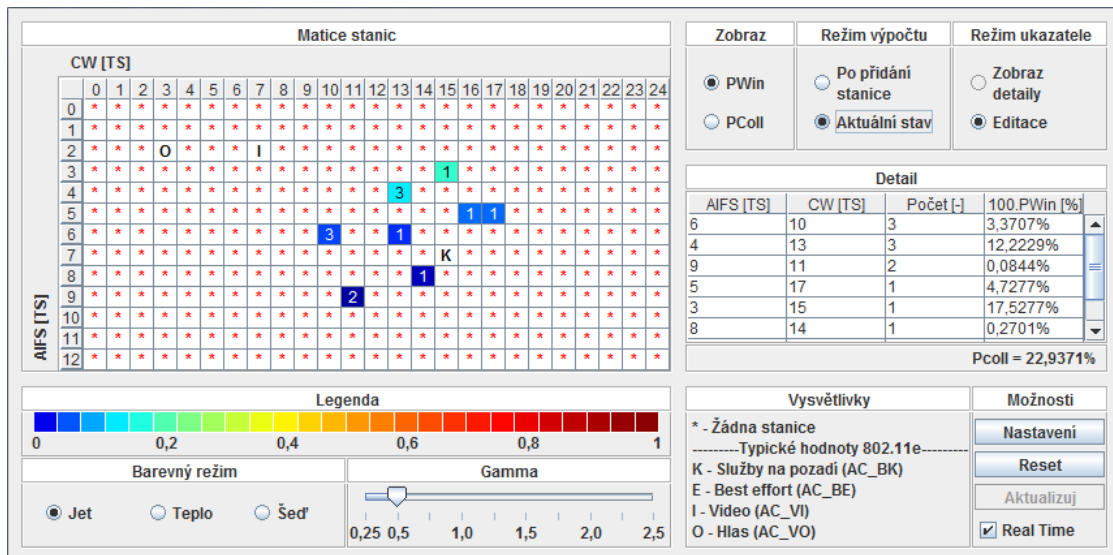 Matice stanic
CW [TS]
0 1 2 3 4 5 6 7 8 9 10 11 12 13 14 15 16 17 18 19 20 21 22 23 24
0 * * * * * * * * * * * * * * * * * * * * * * * * *
1 * * * * * * * * * * * * * * * * * * * * * * * * *
2 * * * O * * * I * * * * * * * * * * * * * * * * *
3 * * * * * * * * * * * * * * * 1 * * * * * * * * *
4 * * * * * * * * * * * * * 3 * * * * * * * * * * *
5 * * * * * * * * * * * * * * * * 1 1 * * * * * * *
6 * * * * * * * * * * 3 * * 1 * * * * * * * * * * *
7 * * * * * * * * * * * * * * * K * * * * * * * * *
8 * * * * * * * * * * * * * * 1 * * * * * * * * * *
9 * * * * * * * * * * * 2 * * * * * * * * * * * * *
10 * * * * * * * * * * * * * * * * * * * * * * * * *
11 * * * * * * * * * * * * * * * * * * * * * * * * *
12 * * * * * * * * * * * * * * * * * * * * * * * * *
AIFS [TS]
Zobraz
PWin
PColl
Režim výpočtu
Po přidání
stanice
Aktuální stav
Režim ukazatele
Zobraz
detaily
Editace
Detail
AIFS [TS] CW [TS] Počet [-] 100.PWin [%]
6 10 3 3,3707%
4 13 3 12,2229%
9 11 2 0,0844%
5 17 1 4,7277%
3 15 1 17,5277%
8 14 1 0,2701%
Pcoll = 22,9371%
Legenda
0 0,2 0,4 0,6 0,8 1
Barevný režim
Jet Teplo Šeď
Gamma
0,25 0,5 1,0 1,5 2,0 2,5
Vysvětlivky
* - Žádna stanice
---------Typické hodnoty 802.11e---------
K - Služby na pozadí (AC_BK)
E - Best effort (AC_BE)
I - Video (AC_VI)
O - Hlas (AC_VO)
Možnosti
Nastavení
Reset
Aktualizuj
Real Time